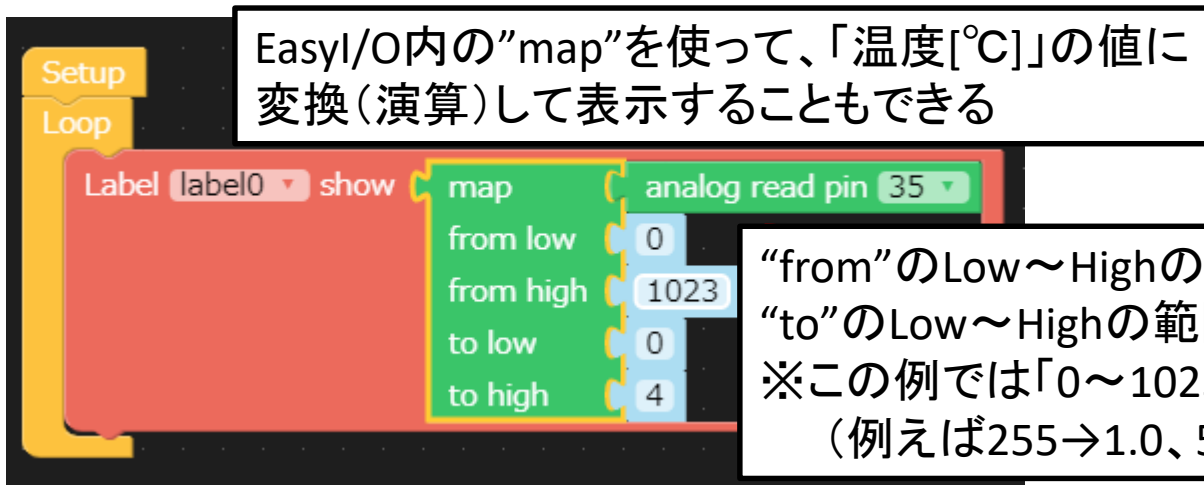 EasyI/O内の”map”を使って、「温度[℃]」の値に
変換（演算）して表示することもできる
Setup
Loop
Label label0 show map analog read pin 35
from low 0
from high 1023
to low 0
to high 4
“from”のLow～Highの
“to”のLow～Highの範
※この例では「0～102
（例えば255→1.0、5